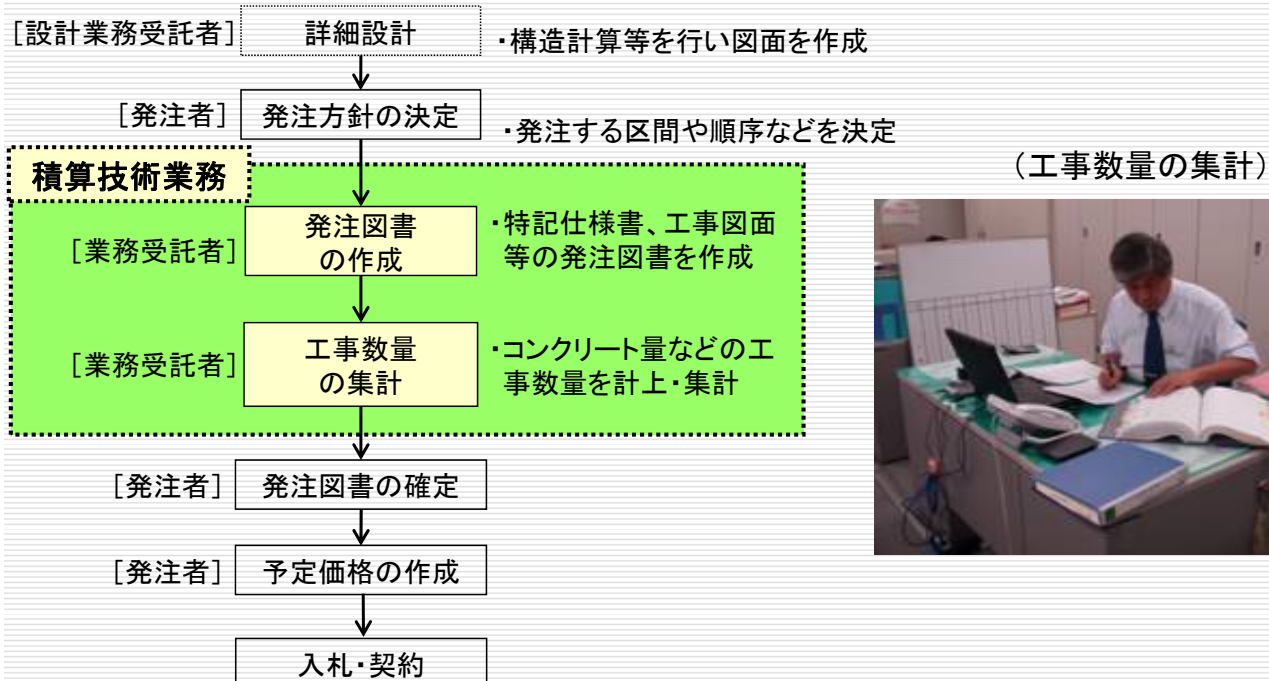 [設計業務受託者]
詳細設計
・構造計算等を行い図面を作成
[発注者]
発注方針の決定
・発注する区間や順序などを決定
積算技術業務
(工事数量の集計)
[業務受託者]
発注図書
の作成
・特記仕様書、工事図面
等の発注図書を作成
[業務受託者]
工事数量
の集計
・コンクリート量などの工
事数量を計上・集計
[発注者]
発注図書の確定
[発注者]
予定価格の作成
入札・契約